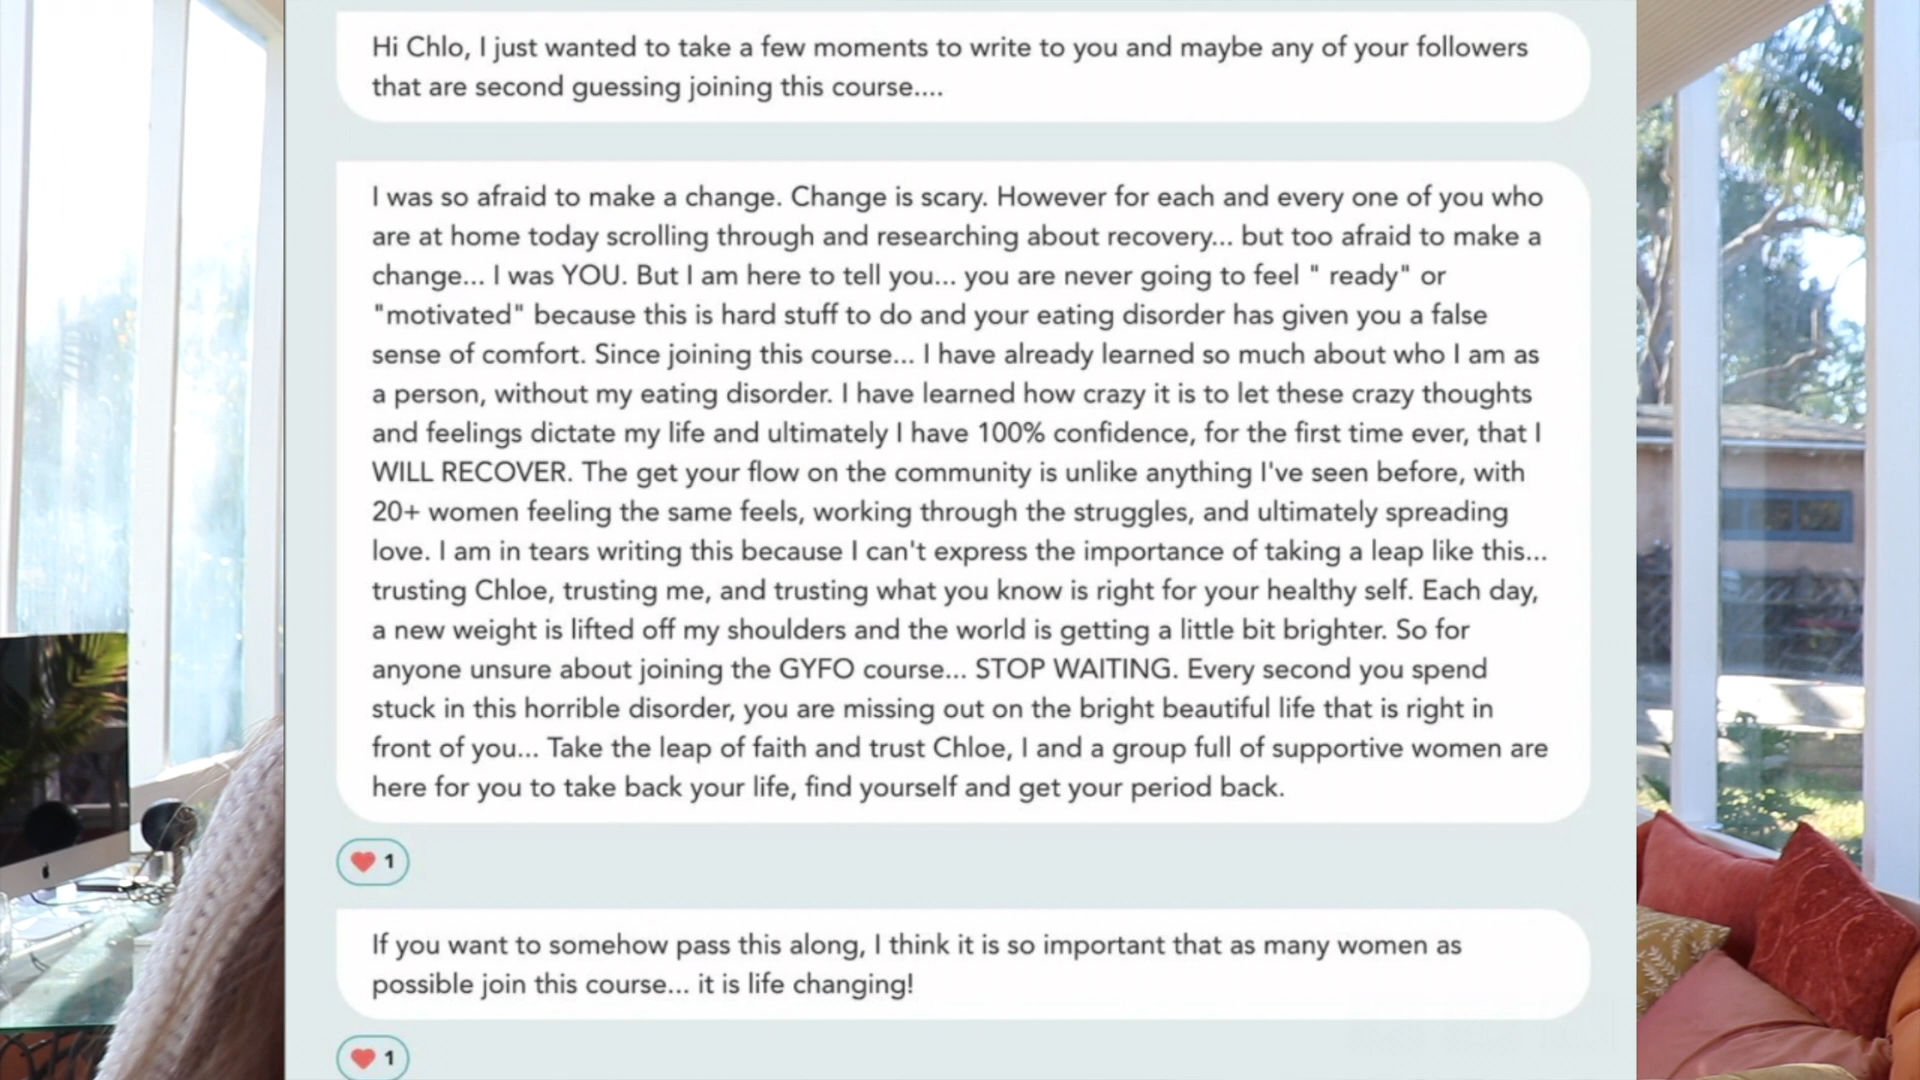 Hi Chlo, I just wanted to take a few moments to write to you and maybe any of your followers
that are second guessing joining this course....
I was so afraid to make a change. Change is scary. However for each and every one of you who
are at home today scrolling through and researching about recovery... but too afraid to make a
change... I was YOU. But I am here to tell you... you are never going to feel " ready" or
"motivated" because this is hard stuff to do and your eating disorder has given you a false
sense of comfort. Since joining this course... I have already learned so much about who I am as
a person, without my eating disorder. I have learned how crazy it is to let these crazy thoughts
and feelings dictate my life and ultimately I have 100% confidence, for the first time ever, that I
WILL RECOVER. The get your flow on the community is unlike anything I've seen before, with
20+ women feeling the same feels, working through the struggles, and ultimately spreading
love. I am in tears writing this because I can't express the importance of taking a leap like this...
trusting Chloe, trusting me, and trusting what you know is right for your healthy self. Each day,
a new weight is lifted off my shoulders and the world is getting a little bit brighter. So for
anyone unsure about joining the GYFO course... STOP WAITING. Every second you spend
stuck in this horrible disorder, you are missing out on the bright beautiful life that is right in
front of you... Take the leap of faith and trust Chloe, I and a group full of supportive women are
here for you to take back your life, find yourself and get your period back.
1
If you want to somehow pass this along, I think it is so important that as many women as
possible join this course... it is life changing!
1